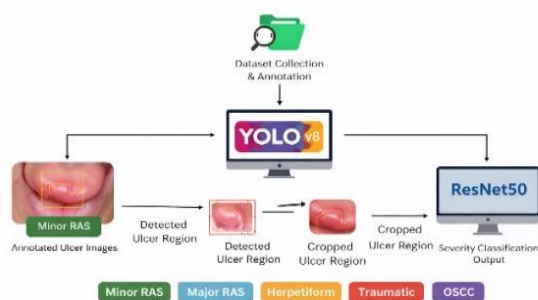 Dataset Collection
& Annotation
YOLO v8
Minor RAS
Annotated Ulcer Images
Detected
Ulcer Region
Detected
Ulcer Region
Cropped
Ulcer Region
Cropped
Ulcer Region
ResNet50
Severity Classification
Output
Minor RAS
Major RAS
Herpetiform
Traumatic
OSCC